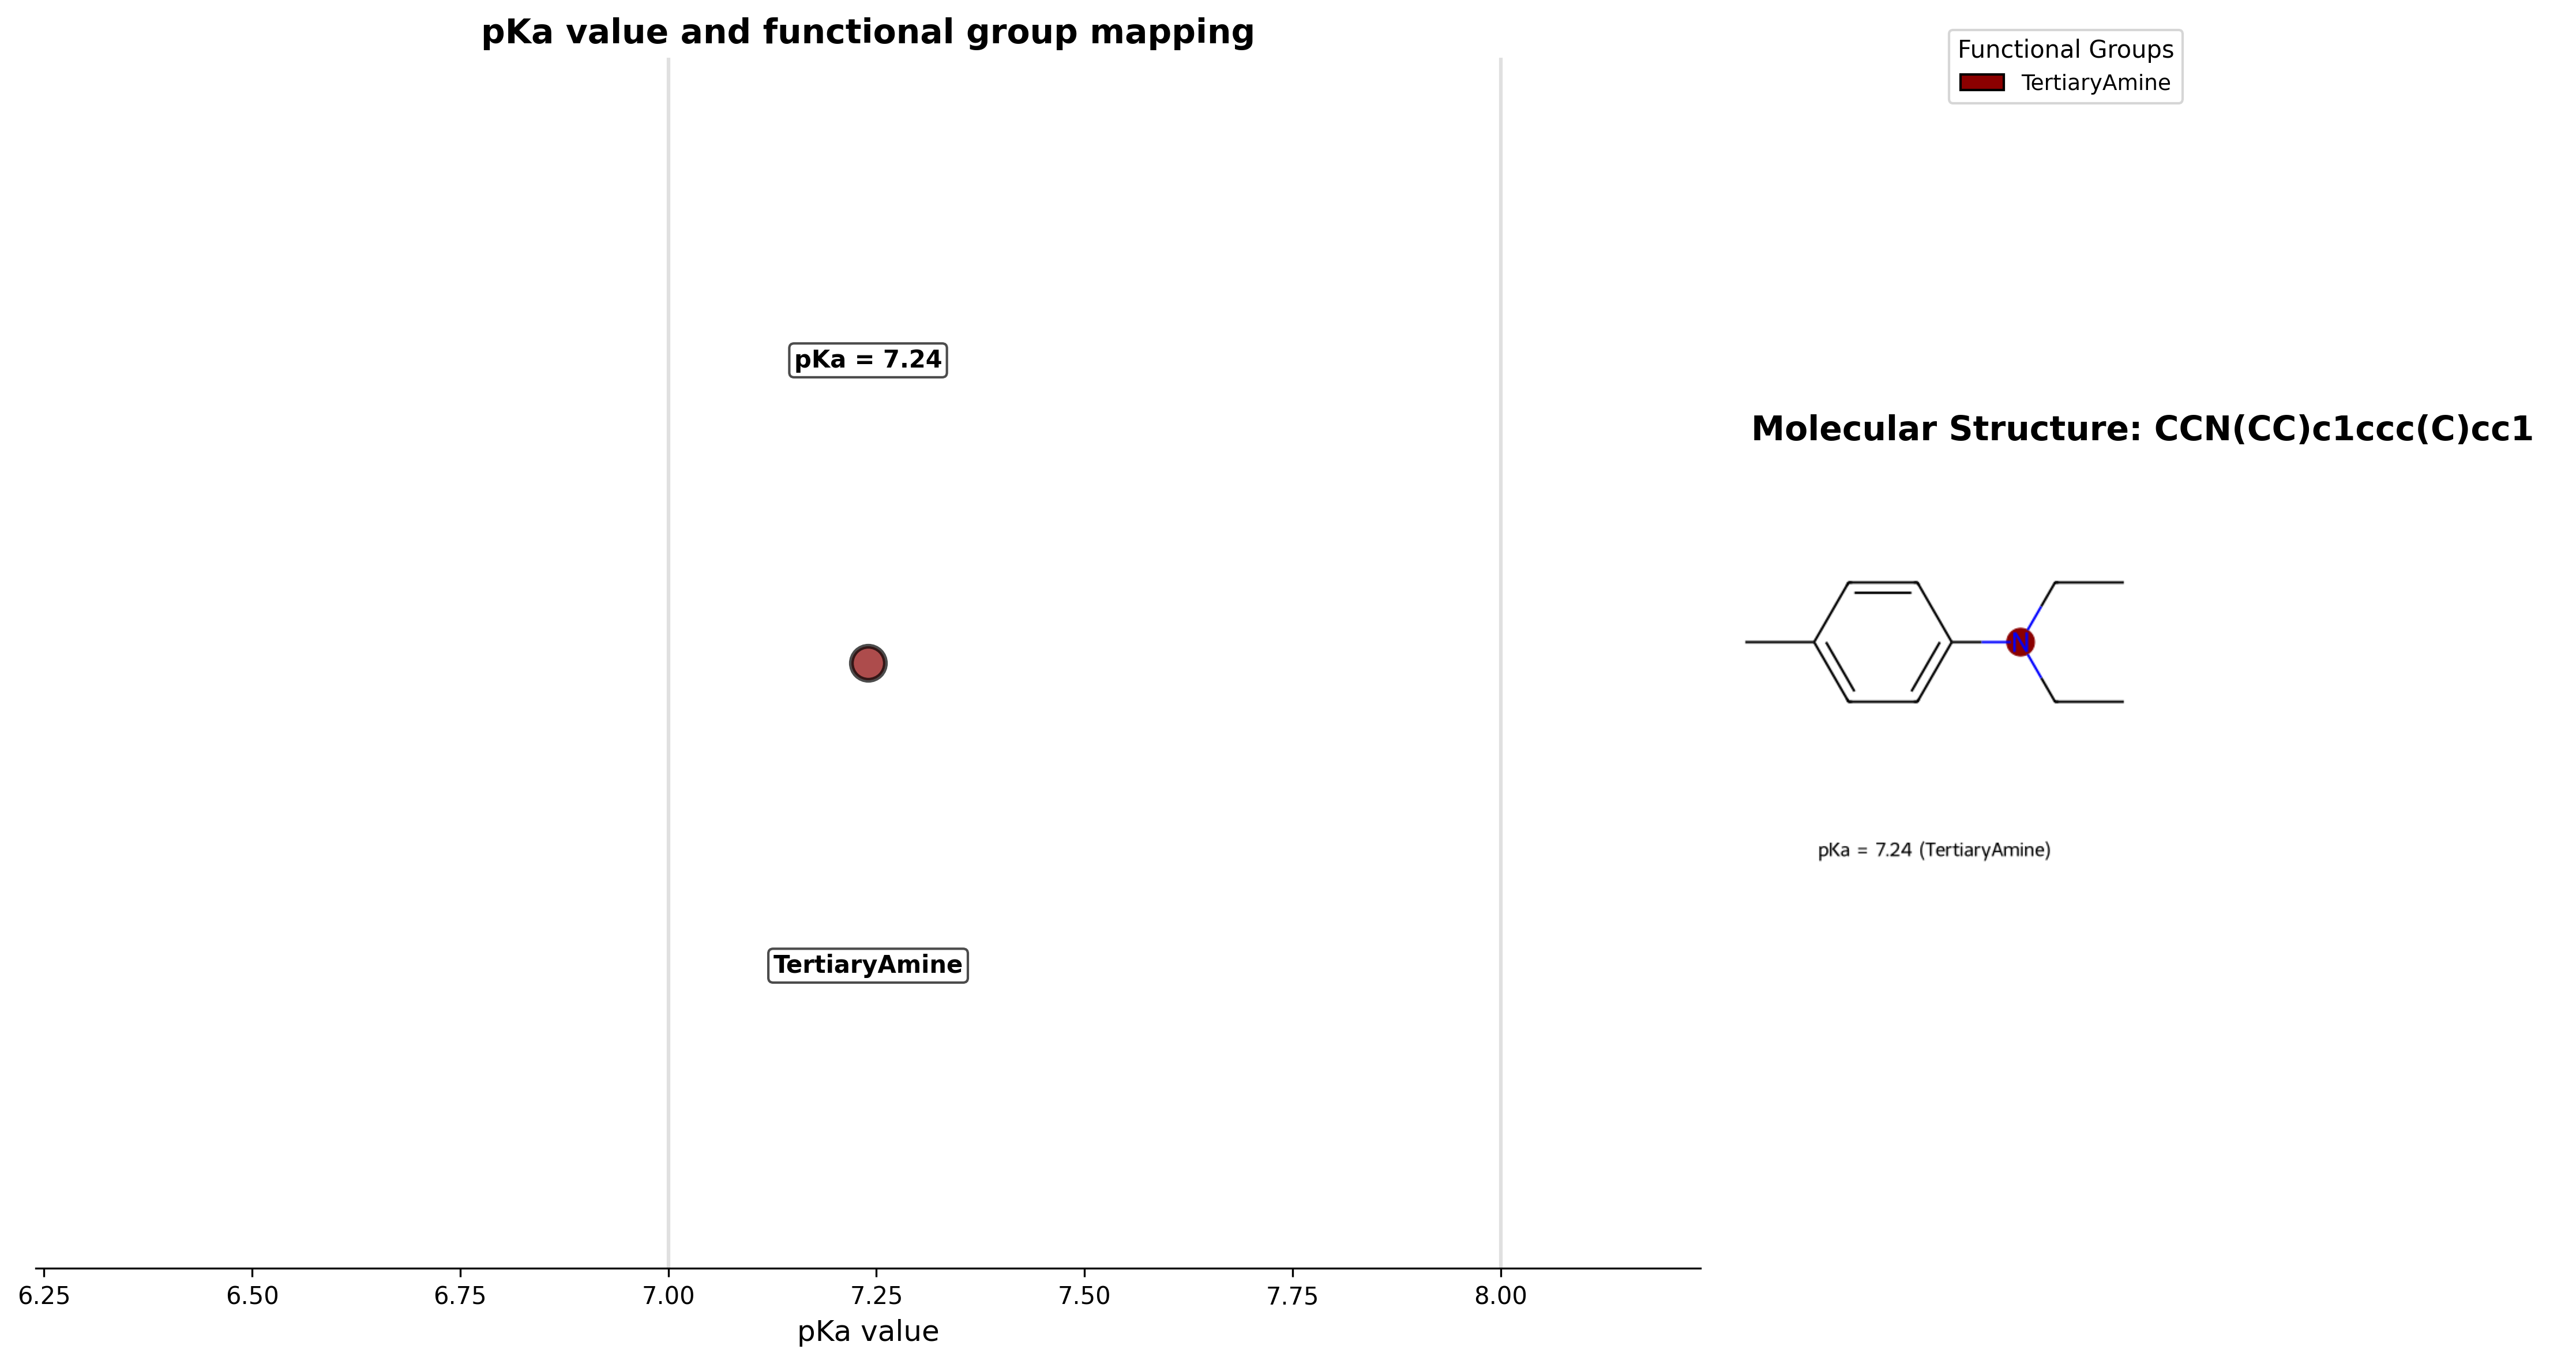 pKa value and functional group mapping
Functional Groups
TertiaryAmine
pKa = 7.24
Molecular Structure: CCN(CC)c1ccc(C)cc1
N
pKa = 7.24 (TertiaryAmine)
TertiaryAmine
6.25 6.50 6.75 7.00 7.25 7.50 7.75 8.00
pKa value